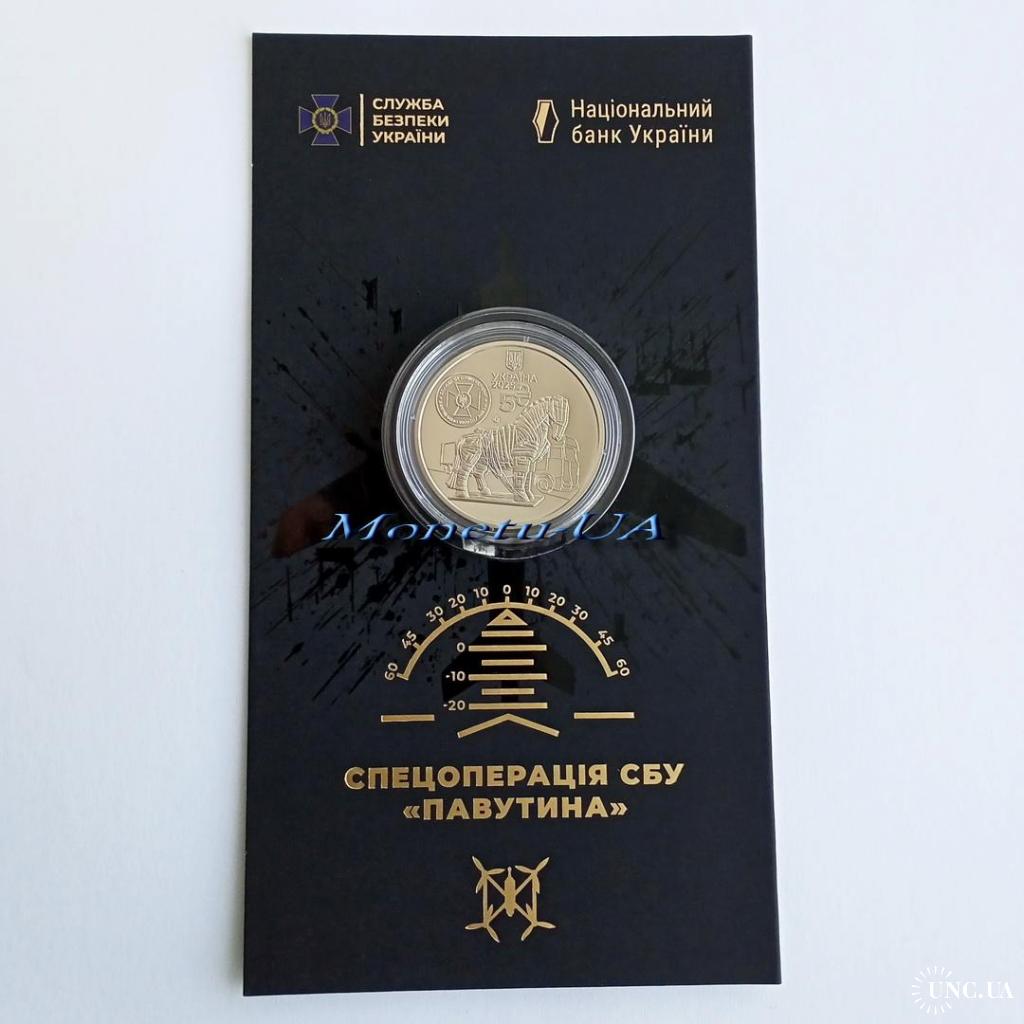 СЛУЖБА
БЕЗПЕКИ
УКРАЇНИ
Національний
банк України
УКРАЇНА
5
Monetu-UA
60 45 30 20 10 0 10 20 30 45 60
0
-10
-20
СПЕЦОПЕРАЦІЯ СБУ
«ПАВУТИНА»
UNC.UA